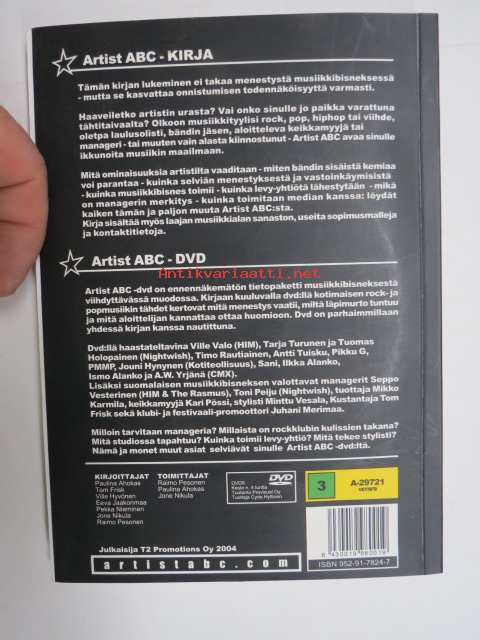 Artist ABC - KIRJA
Tämän kirjan lukeminen ei takaa menestystä musiikkibisneksessä
- mutta se kasvattaa onnistumisen todennäköisyyttä varmasti.
Haaveiletko artistin urasta? Vai onko sinulle jo paikka varattuna
tähtitaivaalta? Olkoon musiikkityylisi rock, pop, hiphop tai viihde,
oletpa laulusolisti, bändin jäsen, aloitteleva keikkamyyjä tai
manageri - tai muuten vain alasta kiinnostunut - Artist ABC avaa sinulle
ikkunoita musiikin maailmaan.
Mitä ominaisuuksia artistilta vaaditaan - miten bändin sisäistä kemiaa
voi parantaa - kuinka selviän menestyksestä ja vastoinkäymisistä
- kuinka musiikkibisnes toimii - kuinka levy-yhtiötä lähestytään - mikä
on managerin merkitys - kuinka toimitaan median kanssa: löydät
kaiken tämän ja paljon muuta Artist ABC:sta.
Kirja sisältää myös laajan musiikkialan sanaston, useita sopimusmalleja
ja kontaktitietoja.
Antikvariaatti.net
Artist ABC - DVD
Artist ABC -dvd on ennennäkemätön tietopaketti musiikkibisneksestä
viihdyttävässä muodossa. Kirjaan kuuluvalla dvd:llä kotimaisen rock- ja
popmusiikin tähdet kertovat mitä menestys vaatii, miltä läpimurto tuntuu
ja mitä aloittelijan kannattaa ottaa huomioon. Dvd on parhaimmillaan
yhdessä kirjan kanssa nautittuna.
Dvd:llä haastateltavina Ville Valo (HIM), Tarja Turunen ja Tuomas
Holopainen (Nightwish), Timo Rautiainen, Antti Tuisku, Pikku G,
PMMP, Jouni Hynynen (Kotiteollisuus), Sani, Ilkka Alanko,
Ismo Alanko ja A.W. Yrjänä (CMX).
Lisäksi suomalaisen musiikkibisneksen valottavat managerit Seppo
Vesterinen (HIM & The Rasmus), Toni Peiju (Nightwish), tuottaja Mikko
Karmila, keikkamyyjä Karl Pössi, stylisti Minttu Vesala, Kustantaja Tom
Frisk sekä klubi- ja festivaali-promoottori Juhani Merimaa.
Milloin tarvitaan manageria? Millaista on rockklubin kulissien takana?
Mitä studiossa tapahtuu? Kuinka toimii levy-yhtiö? Mitä tekee stylisti?
Nämä ja monet muut asiat selviävät sinulle Artist ABC -dvd:ltä.
KIRJOITTAJAT
Pauliina Ahokas
Tom Frisk
Ville Hyvönen
Eeva Jaakonmaa
Pekka Nieminen
Jone Nikula
Raimo Pesonen
TOIMITTAJAT
Raimo Pesonen
Pauliina Ahokas
Jone Nikula
DVD5
Kesto n. 4 tuntia
DVD
VIDEO
3
A-29721
6 430019 980019
ISBN 952-91-7824-7
Julkaisija T2 Promotions Oy 2004
artistabc.com